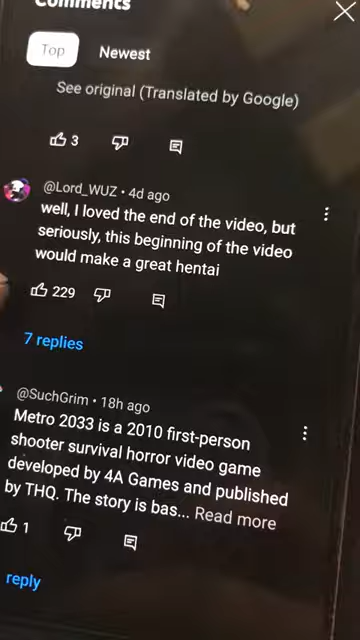 Comments
Top
Newest
See original (Translated by Google)
3
@Lord_WUZ • 4d ago
well, I loved the end of the video, but
seriously, this beginning of the video
would make a great hentai
229
7 replies
@SuchGrim • 18h ago
Metro 2033 is a 2010 first-person
shooter survival horror video game
developed by 4A Games and published
by THQ. The story is bas... Read more
1
reply